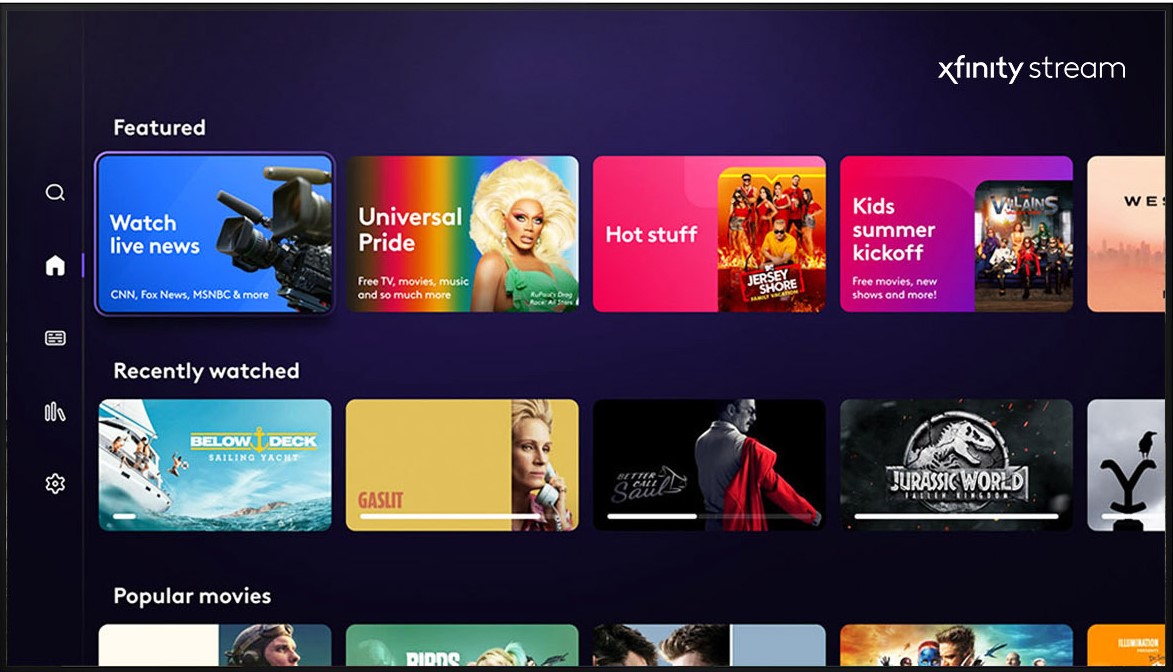 xfinity stream
Featured
Watch
live news
CNN, Fox News, MSNBC & more
Universal
Pride
Free TV, movies, music
and so much more
RuPaul's Drag
Race: All Stars
Hot stuff
JERSEY
SHORE
FAMILY VACATION
Kids
summer
kickoff
Free movies, new
shows and more!
Disney
WES
Recently watched
BELOW DECK
SAILING YACHT
GASLIT
BETTER
CALL
Saul
JURASSIC WORLD
FALLEN KINGDOM
Y
Popular movies
BIRDS
ILLUMINATION
PRESENTS